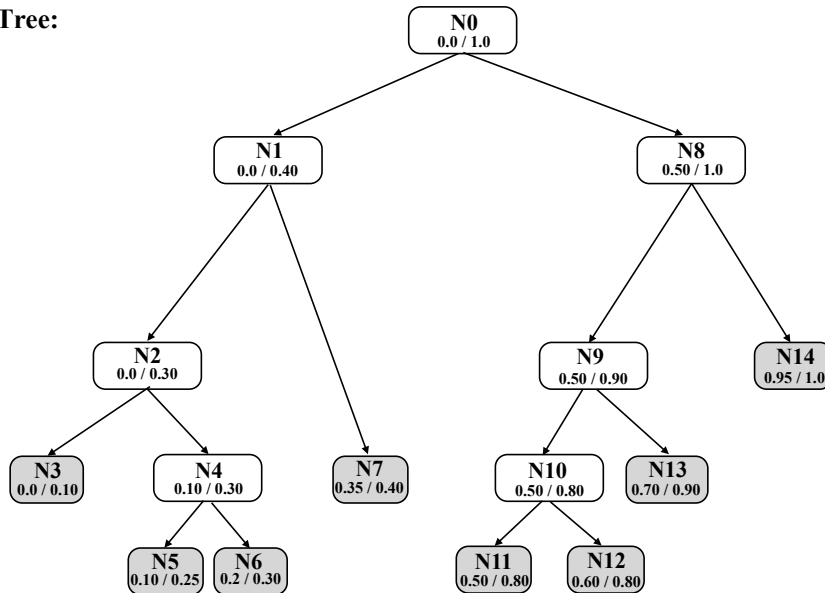 Tree:
N0
0.0 / 1.0
N1
0.0 / 0.40
N8
0.50 / 1.0
N2
0.0 / 0.30
N9
0.50 / 0.90
N14
0.95 / 1.0
N3
0.0 / 0.10
N4
0.10 / 0.30
N7
0.35 / 0.40
N10
0.50 / 0.80
N13
0.70 / 0.90
N5
0.10 / 0.25
N6
0.2 / 0.30
N11
0.50 / 0.80
N12
0.60 / 0.80